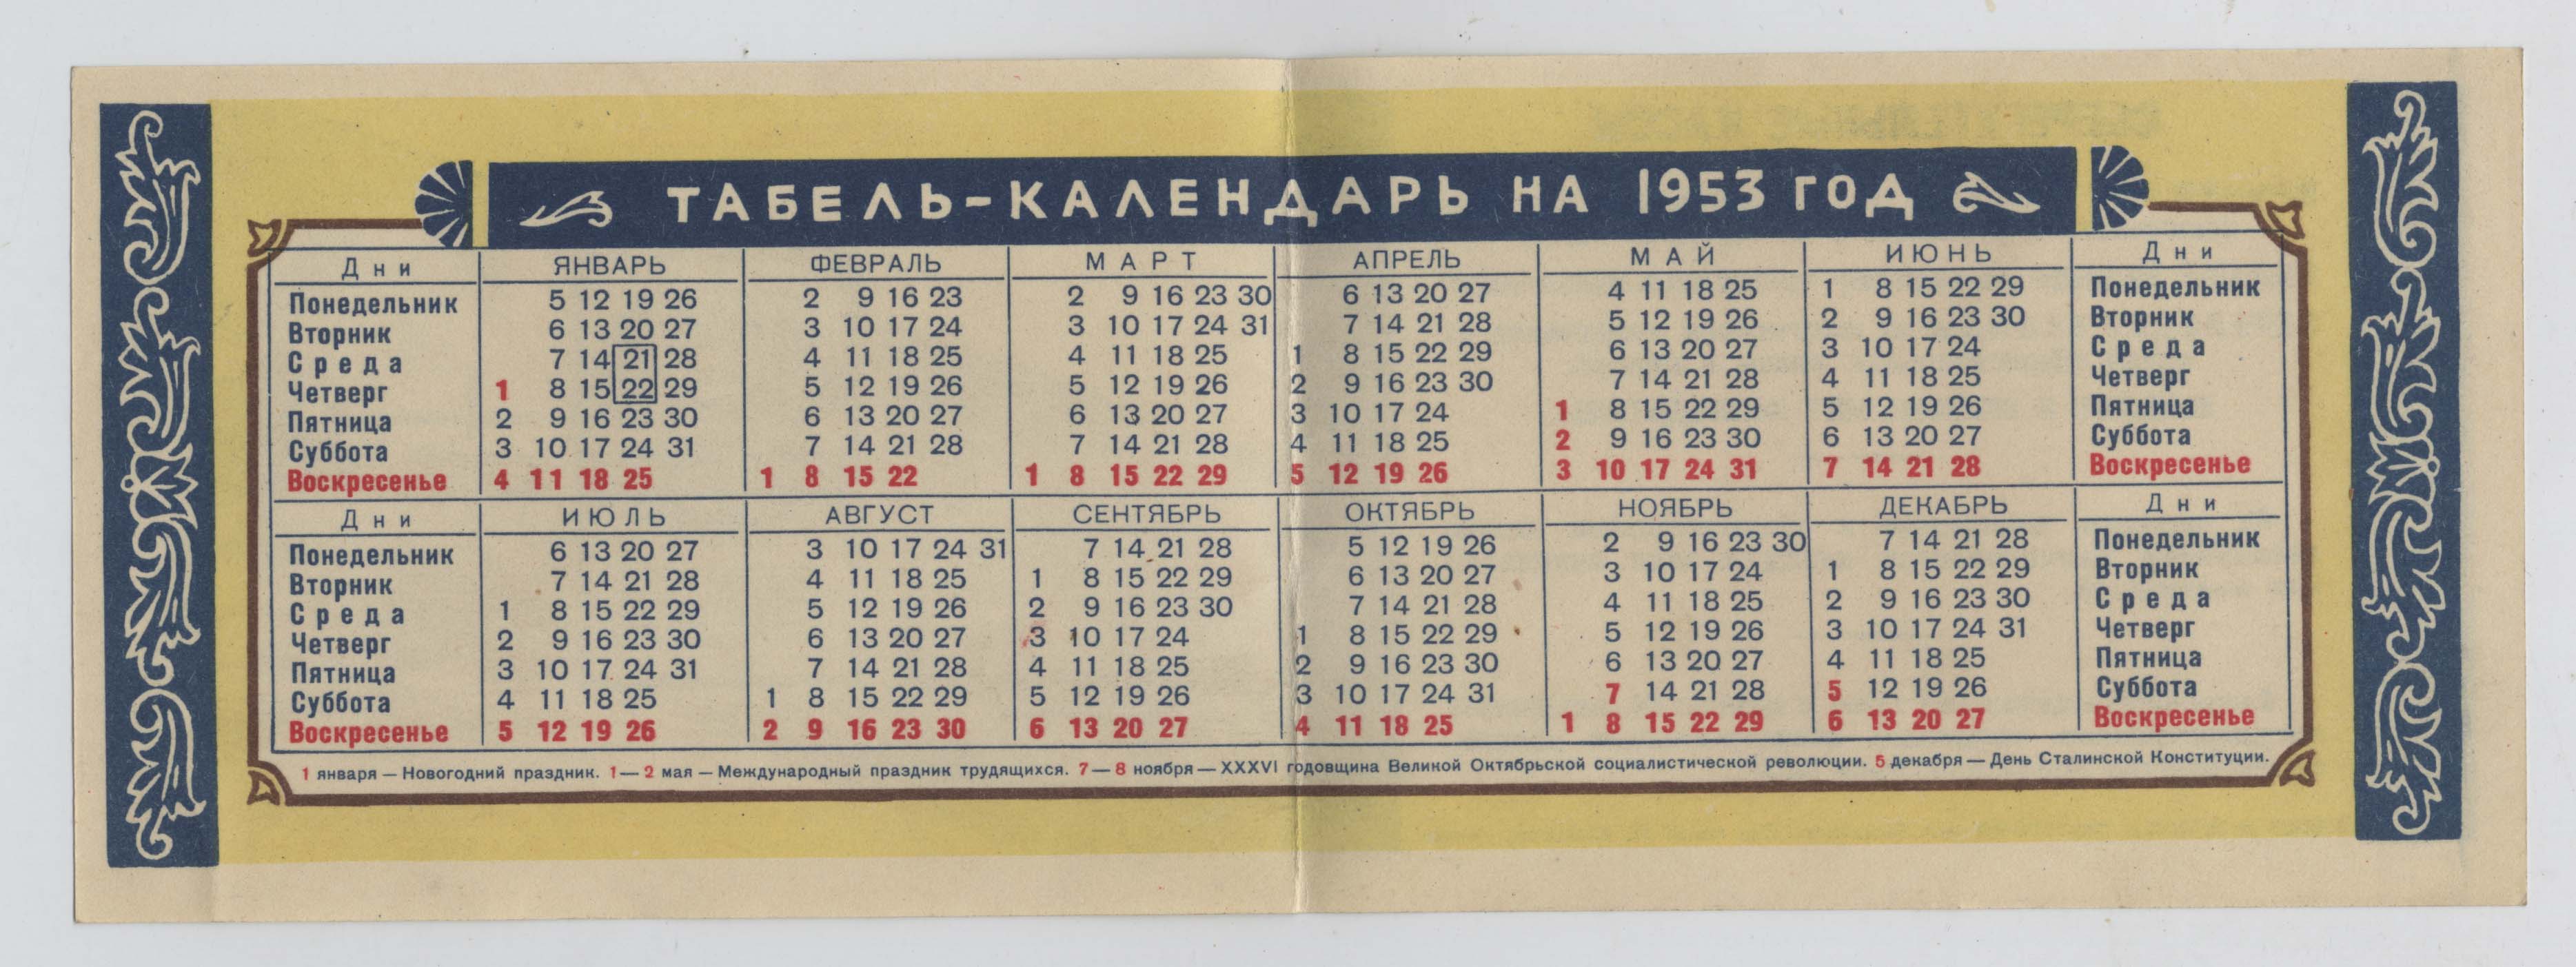 ТАБЕЛЬ-КАЛЕНДАРЬ НА 1953 ГОД
Дни ЯНВАРЬ ФЕВРАЛЬ МАРТ АПРЕЛЬ МАЙ ИЮНЬ Дни
Понедельник 5 12 19 26 2 9 16 23 2 9 16 23 30 6 13 20 27 4 11 18 25 1 8 15 22 29 Понедельник
Вторник 6 13 20 27 3 10 17 24 3 10 17 24 31 7 14 21 28 5 12 19 26 2 9 16 23 30 Вторник
Среда 7 14 21 28 4 11 18 25 4 11 18 25 1 8 15 22 29 6 13 20 27 3 10 17 24 Среда
Четверг 1 8 15 22 29 5 12 19 26 5 12 19 26 2 9 16 23 30 7 14 21 28 4 11 18 25 Четверг
Пятница 2 9 16 23 30 6 13 20 27 6 13 20 27 3 10 17 24 1 8 15 22 29 5 12 19 26 Пятница
Суббота 3 10 17 24 31 7 14 21 28 7 14 21 28 4 11 18 25 2 9 16 23 30 6 13 20 27 Суббота
Воскресенье 4 11 18 25 1 8 15 22 1 8 15 22 29 5 12 19 26 3 10 17 24 31 7 14 21 28 Воскресенье
Дни ИЮЛЬ АВГУСТ СЕНТЯБРЬ ОКТЯБРЬ НОЯБРЬ ДЕКАБРЬ Дни
Понедельник 6 13 20 27 3 10 17 24 31 7 14 21 28 5 12 19 26 2 9 16 23 30 7 14 21 28 Понедельник
Вторник 7 14 21 28 4 11 18 25 1 8 15 22 29 6 13 20 27 3 10 17 24 1 8 15 22 29 Вторник
Среда 1 8 15 22 29 5 12 19 26 2 9 16 23 30 7 14 21 28 4 11 18 25 2 9 16 23 30 Среда
Четверг 2 9 16 23 30 6 13 20 27 3 10 17 24 1 8 15 22 29 5 12 19 26 3 10 17 24 31 Четверг
Пятница 3 10 17 24 31 7 14 21 28 4 11 18 25 2 9 16 23 30 6 13 20 27 4 11 18 25 Пятница
Суббота 4 11 18 25 1 8 15 22 29 5 12 19 26 3 10 17 24 31 7 14 21 28 5 12 19 26 Суббота
Воскресенье 5 12 19 26 2 9 16 23 30 6 13 20 27 4 11 18 25 1 8 15 22 29 6 13 20 27 Воскресенье
1 января — Новогодний праздник. 1 — 2 мая — Международный праздник трудящихся. 7 — 8 ноября — XXXVI годовщина Великой Октябрьской социалистической революции. 5 декабря — День Сталинской Конституции.